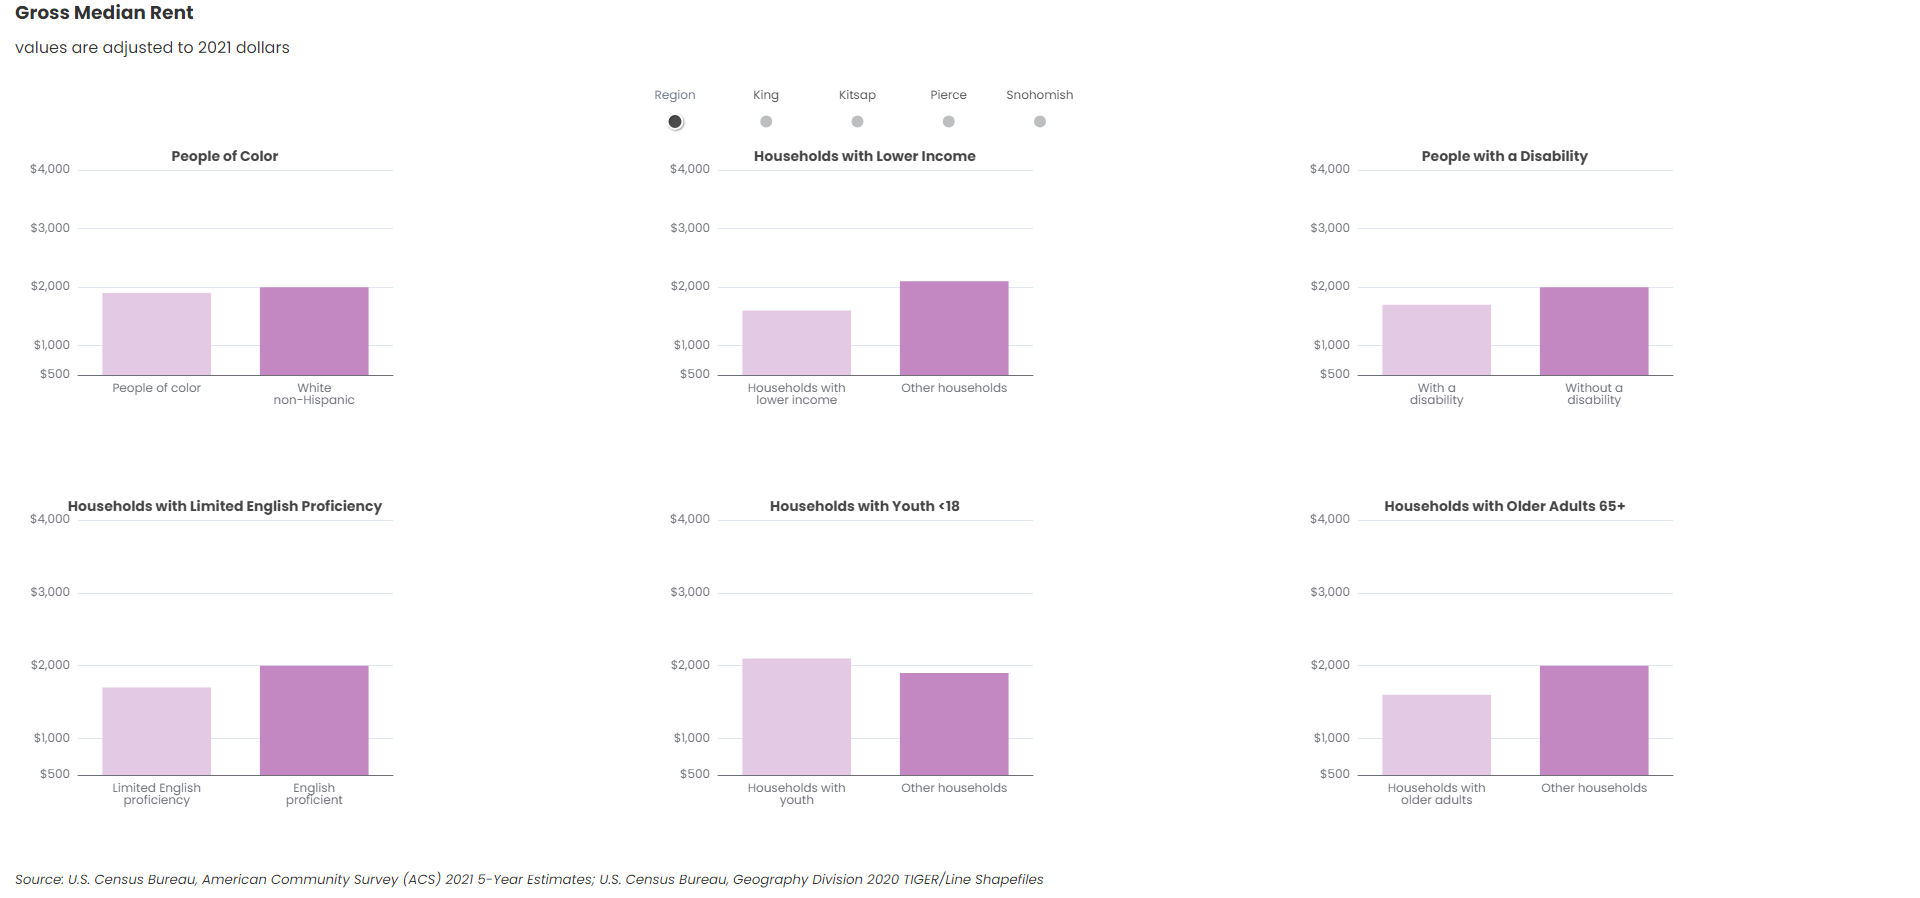 Gross Median Rent
values are adjusted to 2021 dollars
Region King Kitsap Pierce Snohomish
People of Color
$4,000
$3,000
$2,000
$1,000
$500
People of color
White
non-Hispanic
Households with Lower Income
$4,000
$3,000
$2,000
$1,000
$500
Households with
lower income
Other households
People with a Disability
$4,000
$3,000
$2,000
$1,000
$500
With a
disability
Without a
disability
Households with Limited English Proficiency
$4,000
$3,000
$2,000
$1,000
$500
Limited English
proficiency
English
proficient
Households with Youth <18
$4,000
$3,000
$2,000
$1,000
$500
Households with
youth
Other households
Households with Older Adults 65+
$4,000
$3,000
$2,000
$1,000
$500
Households with
older adults
Other households
Source: U.S. Census Bureau, American Community Survey (ACS) 2021 5-Year Estimates; U.S. Census Bureau, Geography Division 2020 TIGER/Line Shapefiles